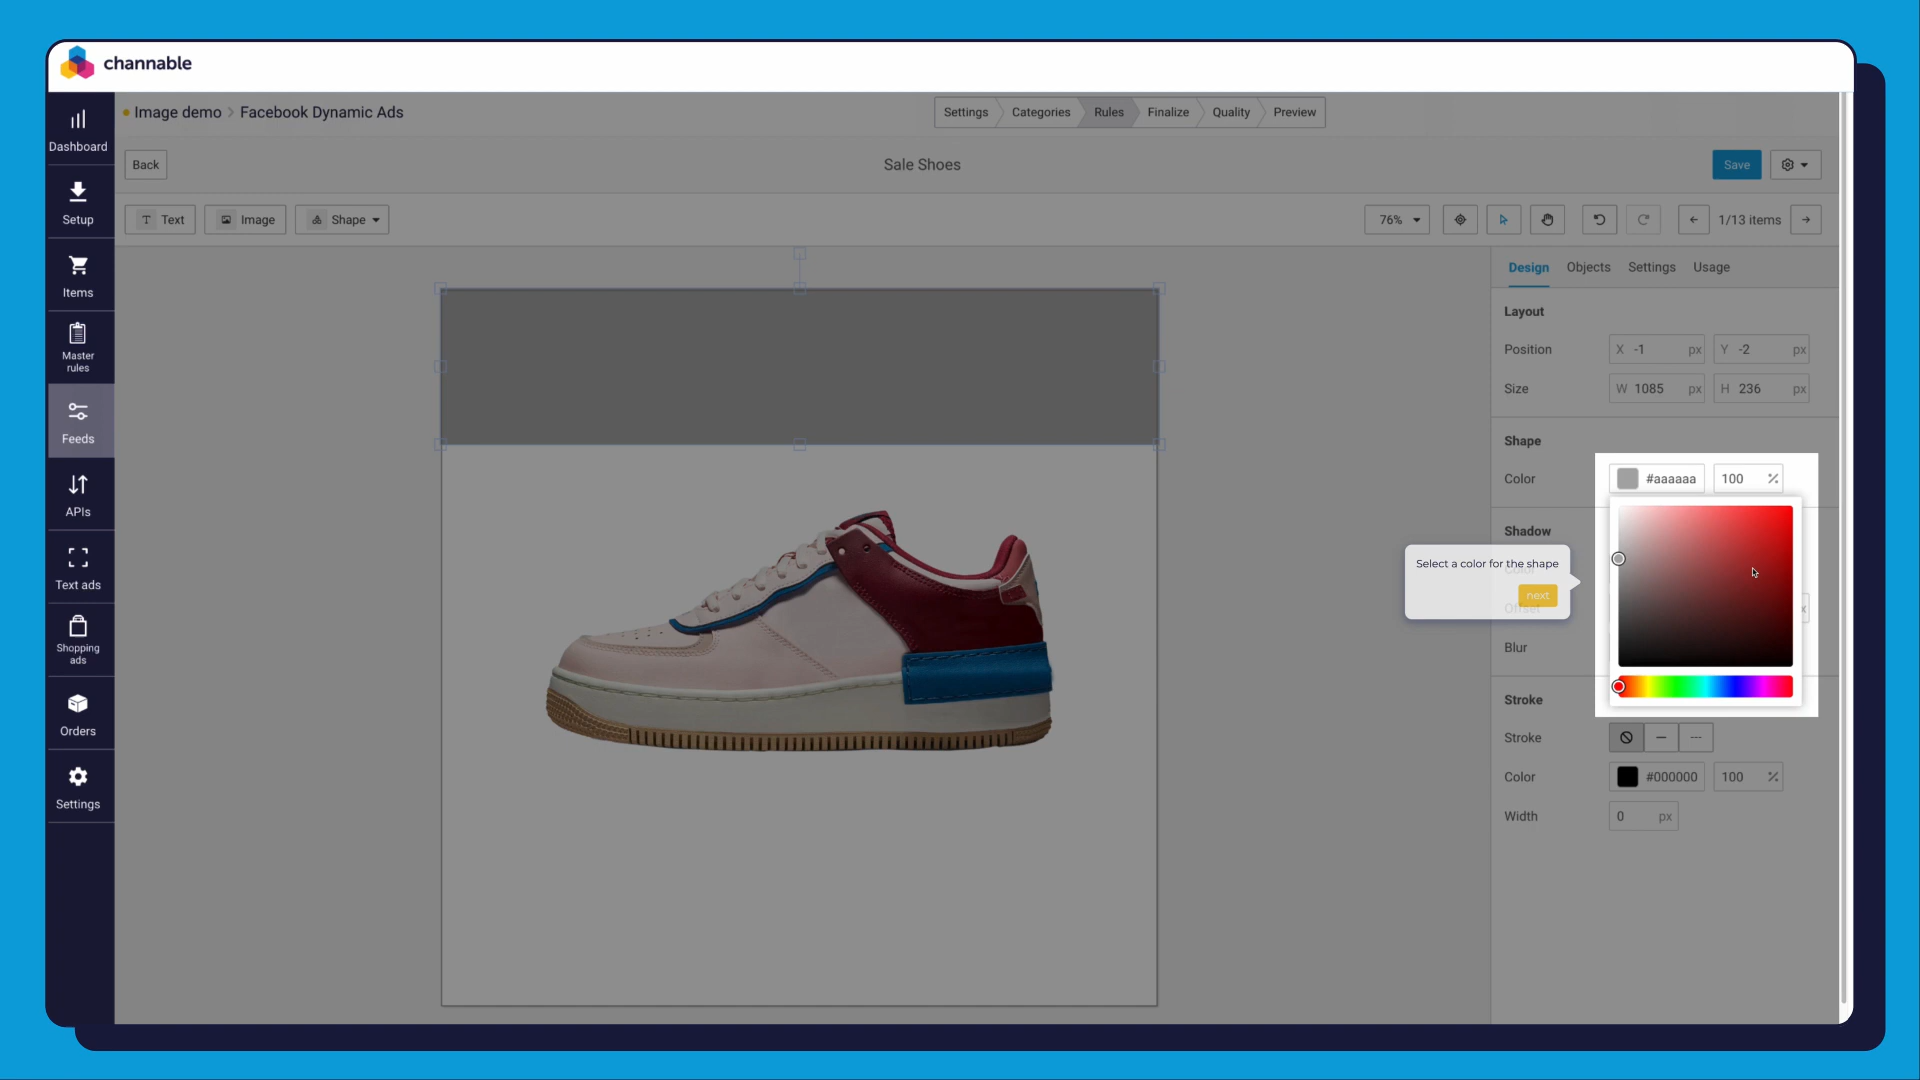 channable
Image demo > Facebook Dynamic Ads
Settings
Categories
Rules
Finalize
Quality
Preview
Dashboard
Setup
Items
Master
rules
Feeds
APIs
Text ads
Shopping
ads
Orders
Settings
Back
Sale Shoes
Save
Text
Image
Shape
76%
1/13 items
Design
Objects
Settings
Usage
Layout
Position
X -1 px
Y -2 px
Size
W 1085 px
H 236 px
Shape
Color
#aaaaaa
100 %
Shadow
Select a color for the shape
Color
next
Offset
x
Blur
Stroke
Stroke
Color
#000000
100 %
Width
0 px